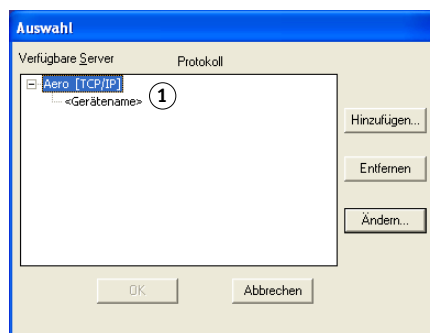 Auswahl
Verfügbare Server Protokoll
Aero [TCP/IP]
<Gerätename> 1
Hinzufügen...
Entfernen
Ändern...
OK Abbrechen